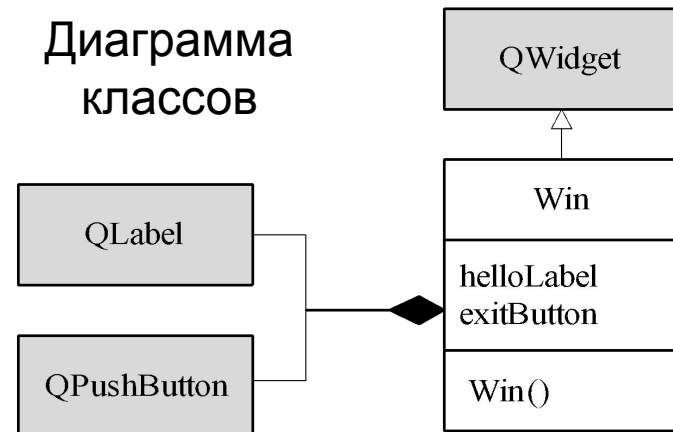 Диаграмма
классов
QWidget
Win
QLabel
helloLabel
exitButton
QPushButton
Win()